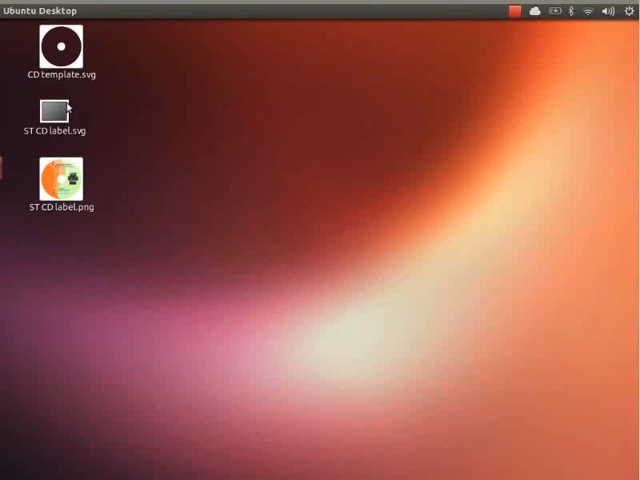 Ubuntu Desktop
CD template.svg
ST CD label.svg
ST CD label.png